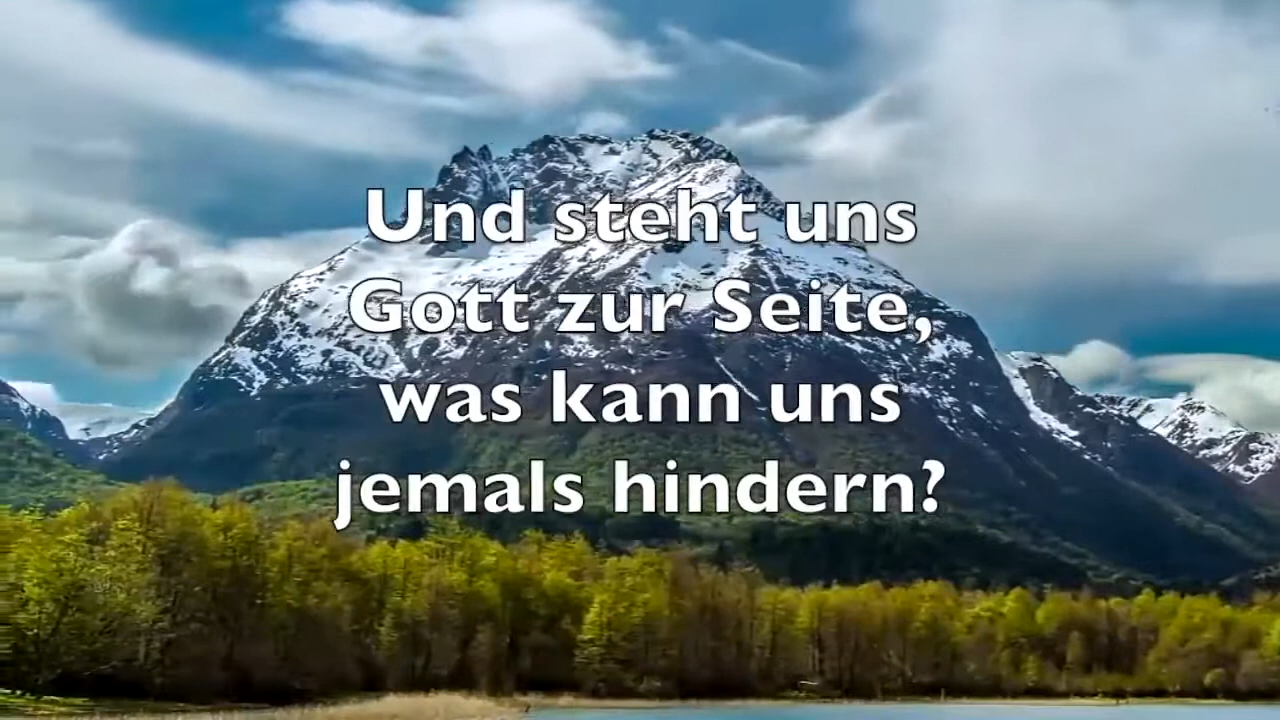 Und steht uns
Gott zur Seite,
was kann uns
jemals hindern?